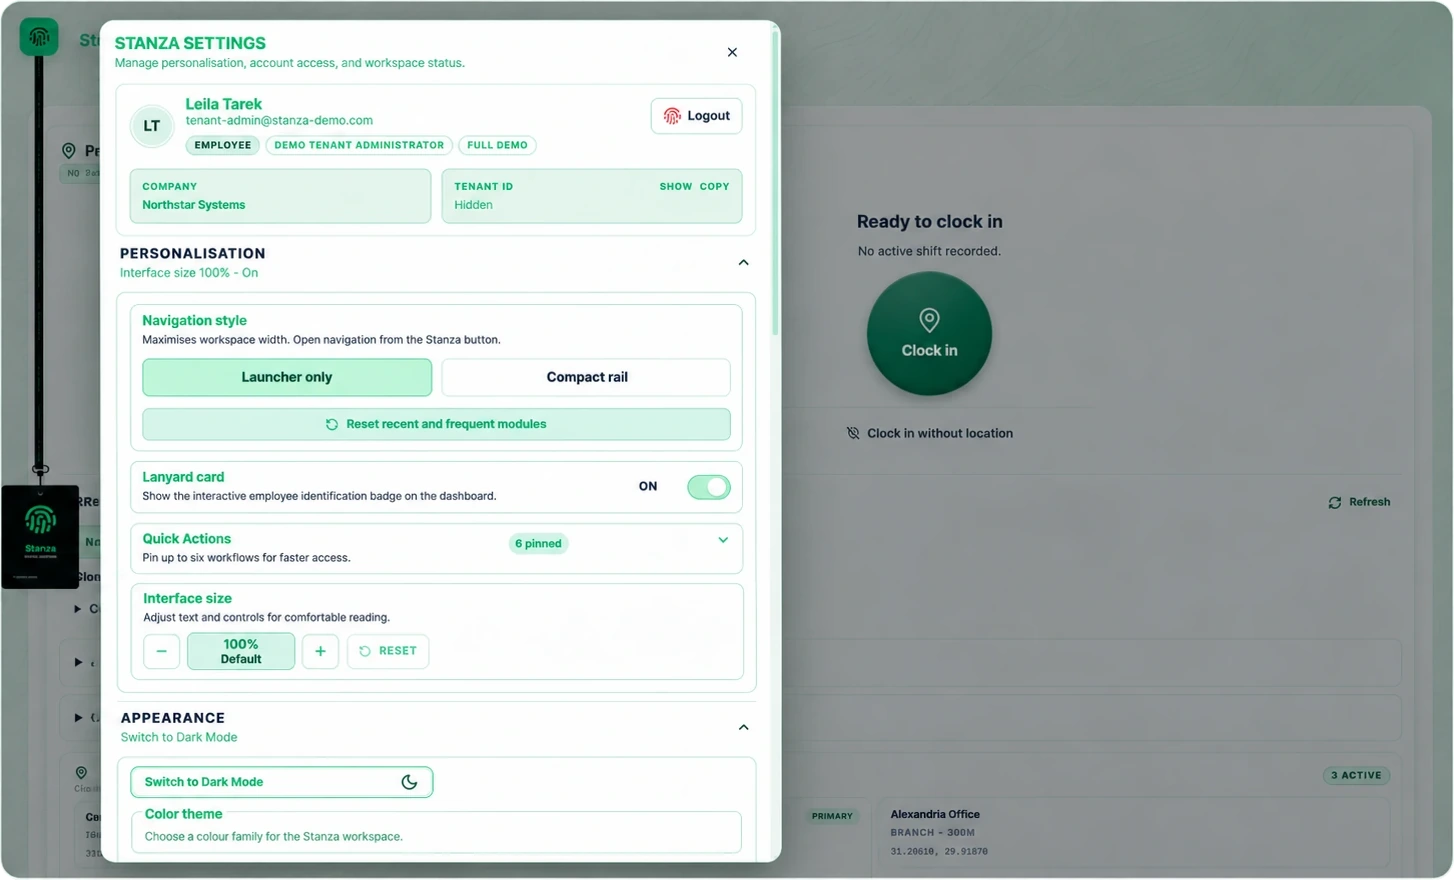 STANZA SETTINGS
Manage personalisation, account access, and workspace status.
LT
Leila Tarek
tenant-admin@stanza-demo.com
EMPLOYEE
DEMO TENANT ADMINISTRATOR
FULL DEMO
Logout
COMPANY
Northstar Systems
TENANT ID
SHOW COPY
Hidden
PERSONALISATION
Interface size 100% - On
Navigation style
Maximises workspace width. Open navigation from the Stanza button.
Launcher only
Compact rail
Reset recent and frequent modules
Lanyard card
Show the interactive employee identification badge on the dashboard.
ON
Quick Actions
Pin up to six workflows for faster access.
6 pinned
Interface size
Adjust text and controls for comfortable reading.
100%
Default
RESET
APPEARANCE
Switch to Dark Mode
Switch to Dark Mode
Color theme
Choose a colour family for the Stanza workspace.
Stanza
Ready to clock in
No active shift recorded.
Clock in
Clock in without location
Refresh
3 ACTIVE
PRIMARY
Alexandria Office
BRANCH - 300M
31.20610, 29.91870